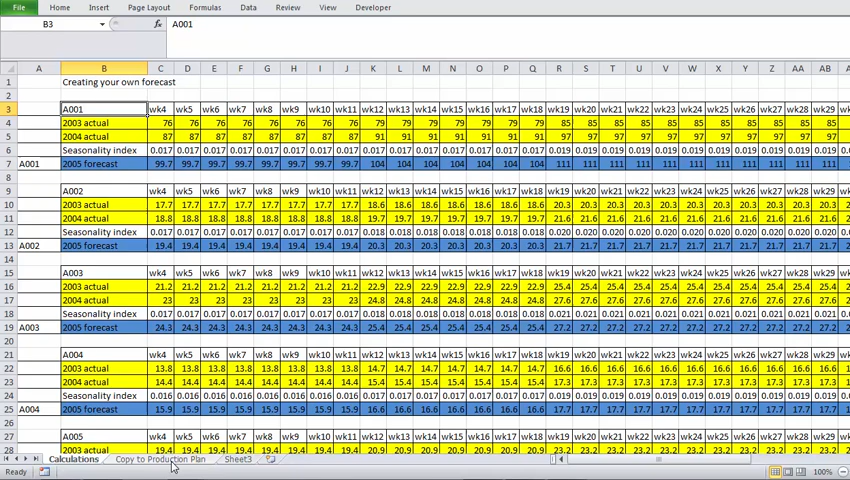 File Home Insert Page Layout Formulas Data Review View Developer
B3 fx A001
A B C D E F G H I J K L M N O P Q R S T U V W X Y Z AA AB
1 Creating your own forecast
2
3 A001 wk4 wk5 wk6 wk7 wk8 wk9 wk10 wk11 wk12 wk13 wk14 wk15 wk16 wk17 wk18 wk19 wk20 wk21 wk22 wk23 wk24 wk25 wk26 wk27 wk28 wk29
4 2003 actual 76 76 76 76 76 76 76 76 79 79 79 79 79 79 79 85 85 85 85 85 85 85 85 85 85 85
5 2004 actual 87 87 87 87 87 87 87 87 91 91 91 91 91 91 91 97 97 97 97 97 97 97 97 97 97 97
6 Seasonality index 0.017 0.017 0.017 0.017 0.017 0.017 0.017 0.017 0.017 0.017 0.017 0.017 0.017 0.017 0.017 0.019 0.019 0.019 0.019 0.019 0.019 0.019 0.019 0.019 0.019 0.019
7 A001 2005 forecast 99.7 99.7 99.7 99.7 99.7 99.7 99.7 99.7 104 104 104 104 104 104 104 111 111 111 111 111 111 111 111 111 111 111
8
9 A002 wk4 wk5 wk6 wk7 wk8 wk9 wk10 wk11 wk12 wk13 wk14 wk15 wk16 wk17 wk18 wk19 wk20 wk21 wk22 wk23 wk24 wk25 wk26 wk27 wk28 wk29
10 2003 actual 17.7 17.7 17.7 17.7 17.7 17.7 17.7 17.7 18.6 18.6 18.6 18.6 18.6 18.6 18.6 20.3 20.3 20.3 20.3 20.3 20.3 20.3 20.3 20.3 20.3 20.3
11 2004 actual 18.8 18.8 18.8 18.8 18.8 18.8 18.8 18.8 19.7 19.7 19.7 19.7 19.7 19.7 19.7 21.6 21.6 21.6 21.6 21.6 21.6 21.6 21.6 21.6 21.6 21.6
12 Seasonality index 0.017 0.017 0.017 0.017 0.017 0.017 0.017 0.017 0.018 0.018 0.018 0.018 0.018 0.018 0.018 0.020 0.020 0.020 0.020 0.020 0.020 0.020 0.020 0.020 0.020 0.020
13 A002 2005 forecast 19.4 19.4 19.4 19.4 19.4 19.4 19.4 19.4 20.3 20.3 20.3 20.3 20.3 20.3 20.3 21.7 21.7 21.7 21.7 21.7 21.7 21.7 21.7 21.7 21.7 21.7
14
15 A003 wk4 wk5 wk6 wk7 wk8 wk9 wk10 wk11 wk12 wk13 wk14 wk15 wk16 wk17 wk18 wk19 wk20 wk21 wk22 wk23 wk24 wk25 wk26 wk27 wk28 wk29
16 2003 actual 21.2 21.2 21.2 21.2 21.2 21.2 21.2 21.2 22.9 22.9 22.9 22.9 22.9 22.9 22.9 25.4 25.4 25.4 25.4 25.4 25.4 25.4 25.4 25.4 25.4 25.4
17 2004 actual 23 23 23 23 23 23 23 23 24.8 24.8 24.8 24.8 24.8 24.8 24.8 27.6 27.6 27.6 27.6 27.6 27.6 27.6 27.6 27.6 27.6 27.6
18 Seasonality index 0.017 0.017 0.017 0.017 0.017 0.017 0.017 0.017 0.018 0.018 0.018 0.018 0.018 0.018 0.018 0.021 0.021 0.021 0.021 0.021 0.021 0.021 0.021 0.021 0.021 0.021
19 A003 2005 forecast 24.3 24.3 24.3 24.3 24.3 24.3 24.3 24.3 25.4 25.4 25.4 25.4 25.4 25.4 25.4 27.2 27.2 27.2 27.2 27.2 27.2 27.2 27.2 27.2 27.2 27.2
20
21 A004 wk4 wk5 wk6 wk7 wk8 wk9 wk10 wk11 wk12 wk13 wk14 wk15 wk16 wk17 wk18 wk19 wk20 wk21 wk22 wk23 wk24 wk25 wk26 wk27 wk28 wk29
22 2003 actual 13.8 13.8 13.8 13.8 13.8 13.8 13.8 13.8 14.7 14.7 14.7 14.7 14.7 14.7 14.7 16.6 16.6 16.6 16.6 16.6 16.6 16.6 16.6 16.6 16.6 16.6
23 2004 actual 14.4 14.4 14.4 14.4 14.4 14.4 14.4 14.4 15.4 15.4 15.4 15.4 15.4 15.4 15.4 17.3 17.3 17.3 17.3 17.3 17.3 17.3 17.3 17.3 17.3 17.3
24 Seasonality index 0.016 0.016 0.016 0.016 0.016 0.016 0.016 0.016 0.017 0.017 0.017 0.017 0.017 0.017 0.017 0.019 0.019 0.019 0.019 0.019 0.019 0.019 0.019 0.019 0.019 0.019
25 A004 2005 forecast 15.9 15.9 15.9 15.9 15.9 15.9 15.9 15.9 16.6 16.6 16.6 16.6 16.6 16.6 16.6 17.7 17.7 17.7 17.7 17.7 17.7 17.7 17.7 17.7 17.7 17.7
26
27 A005 wk4 wk5 wk6 wk7 wk8 wk9 wk10 wk11 wk12 wk13 wk14 wk15 wk16 wk17 wk18 wk19 wk20 wk21 wk22 wk23 wk24 wk25 wk26 wk27 wk28 wk29
28 2003 actual 19.4 19.4 19.4 19.4 19.4 19.4 19.4 19.4 20.9 20.9 20.9 20.9 20.9 20.9 20.9
Calculations Copy to Production Plan Sheet3
Ready 100%